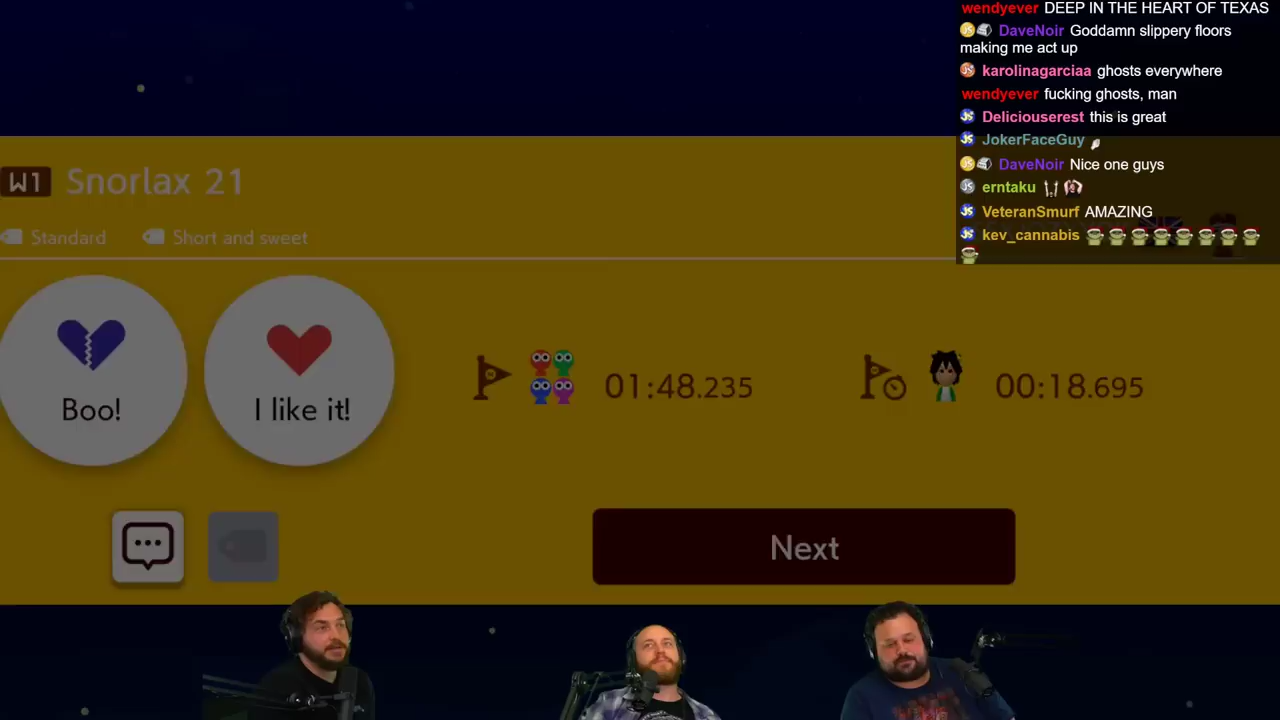 wendyever DEEP IN THE HEART OF TEXAS
DaveNoir Goddamn slippery floors
making me act up
karolinagarciaa ghosts everywhere
wendyever fucking ghosts, man
Deliciouserest this is great
JokerFaceGuy
DaveNoir Nice one guys
erntaku
VeteranSmurf AMAZING
kev_cannabis
W1 Snorlax 21
Standard Short and sweet
Boo!
I like it!
01:48.235
00:18.695
Next